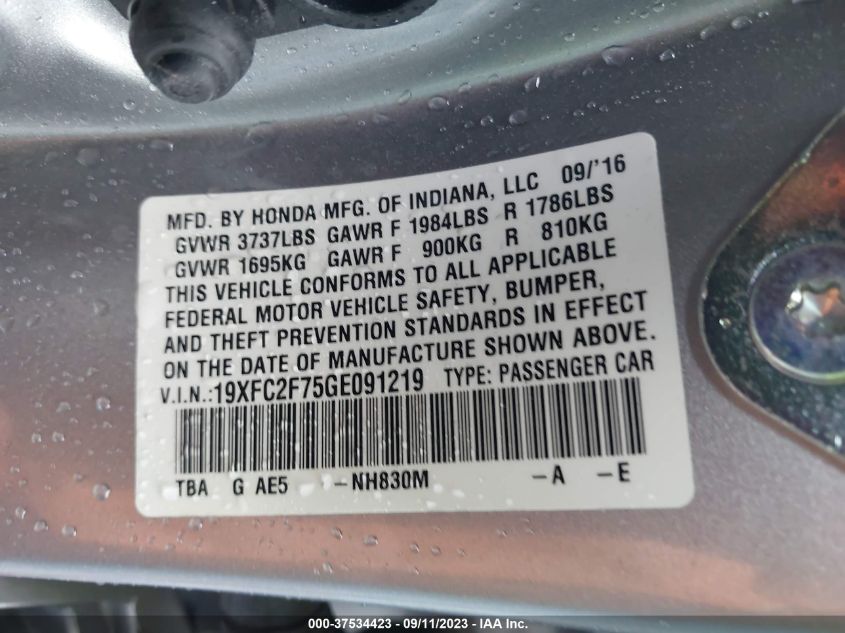 MFD. BY HONDA MFG. OF INDIANA, LLC 09/'16
GVWR 3737LBS GAWR F 1984LBS R 1786LBS
GVWR 1695KG GAWR F 900KG R 810KG
THIS VEHICLE CONFORMS TO ALL APPLICABLE
FEDERAL MOTOR VEHICLE SAFETY, BUMPER,
AND THEFT PREVENTION STANDARDS IN EFFECT
ON THE DATE OF MANUFACTURE SHOWN ABOVE.
V.I.N.:19XFC2F75GE091219 TYPE: PASSENGER CAR
TBA G AE5 -NH830M -A -E
000-37534423 - 09/11/2023 - IAA Inc.